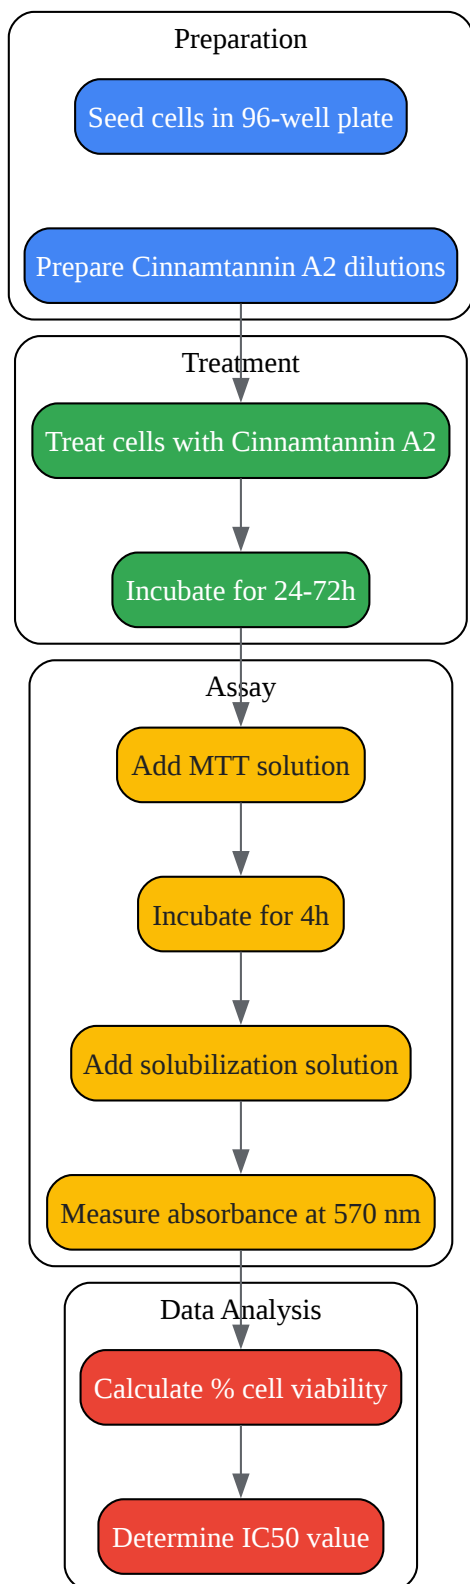 Preparation
Seed cells in 96-well plate
Prepare Cinnamtannin A2 dilutions
Treatment
Treat cells with Cinnamtannin A2
Incubate for 24-72h
Assay
Add MTT solution
Incubate for 4h
Add solubilization solution
Measure absorbance at 570 nm
Data Analysis
Calculate % cell viability
Determine IC50 value